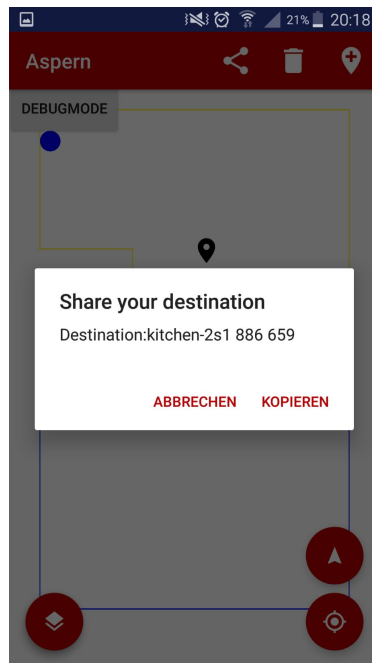 21% 20:18
Aspern
DEBUGMODE
Share your destination
Destination:kitchen-2s1 886 659
ABBRECHEN KOPIEREN